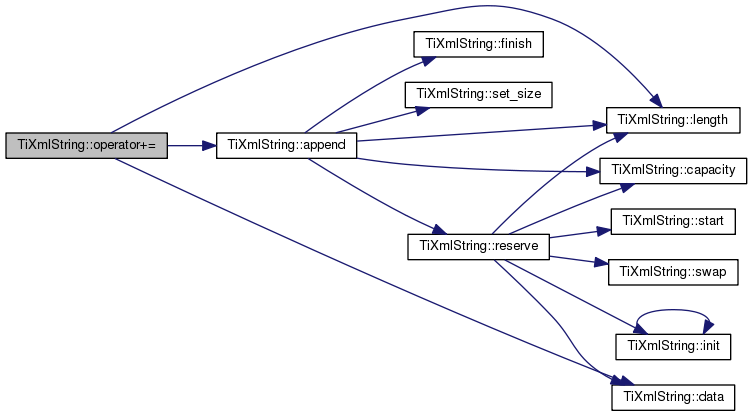 TiXmlString::operator+=
TiXmlString::append
TiXmlString::finish
TiXmlString::set_size
TiXmlString::reserve
TiXmlString::length
TiXmlString::capacity
TiXmlString::start
TiXmlString::swap
TiXmlString::init
TiXmlString::data